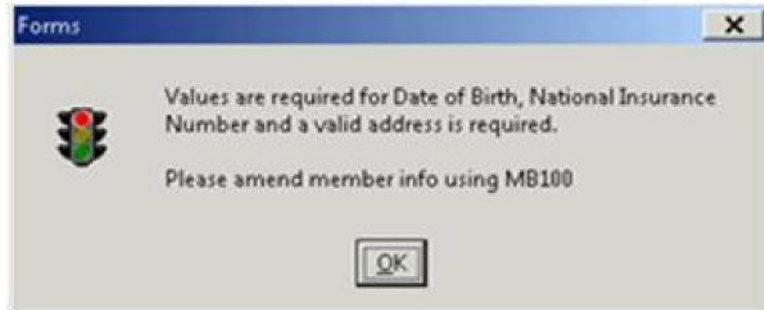 Forms
Values are required for Date of Birth, National Insurance
Number and a valid address is required.
Please amend member info using MB100
OK